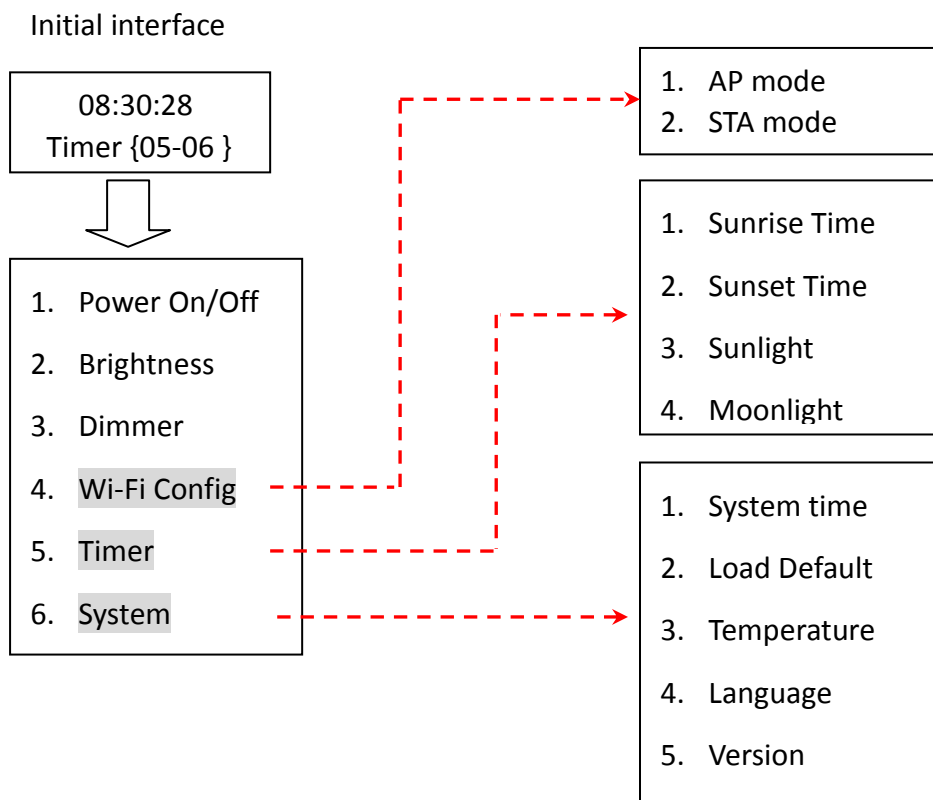 Initial interface
08:30:28
Timer {05-06 }
1. Power On/Off
2. Brightness
3. Dimmer
4. Wi-Fi Config
5. Timer
6. System
1. AP mode
2. STA mode
1. Sunrise Time
2. Sunset Time
3. Sunlight
4. Moonlight
1. System time
2. Load Default
3. Temperature
4. Language
5. Version